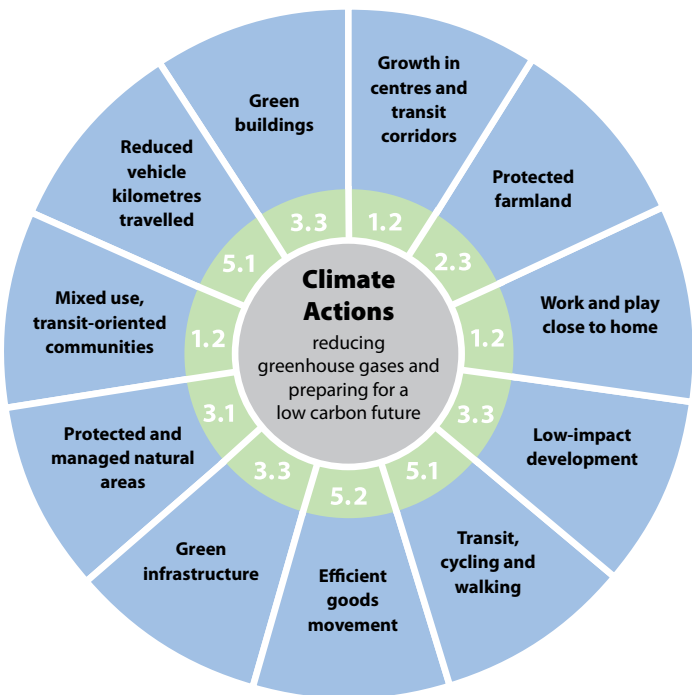 Climate
Actions
reducing
greenhouse gases and
preparing for a
low carbon future
Growth in
centres and
transit
corridors
1.2
Protected
farmland
2.3
Work and play
close to home
1.2
Low-impact
development
3.3
Transit,
cycling and
walking
5.1
Efficient
goods
movement
5.2
Green
infrastructure
3.3
Protected and
managed natural
areas
3.1
Mixed use,
transit-oriented
communities
1.2
Reduced
vehicle
kilometres
travelled
5.1
Green
buildings
3.3